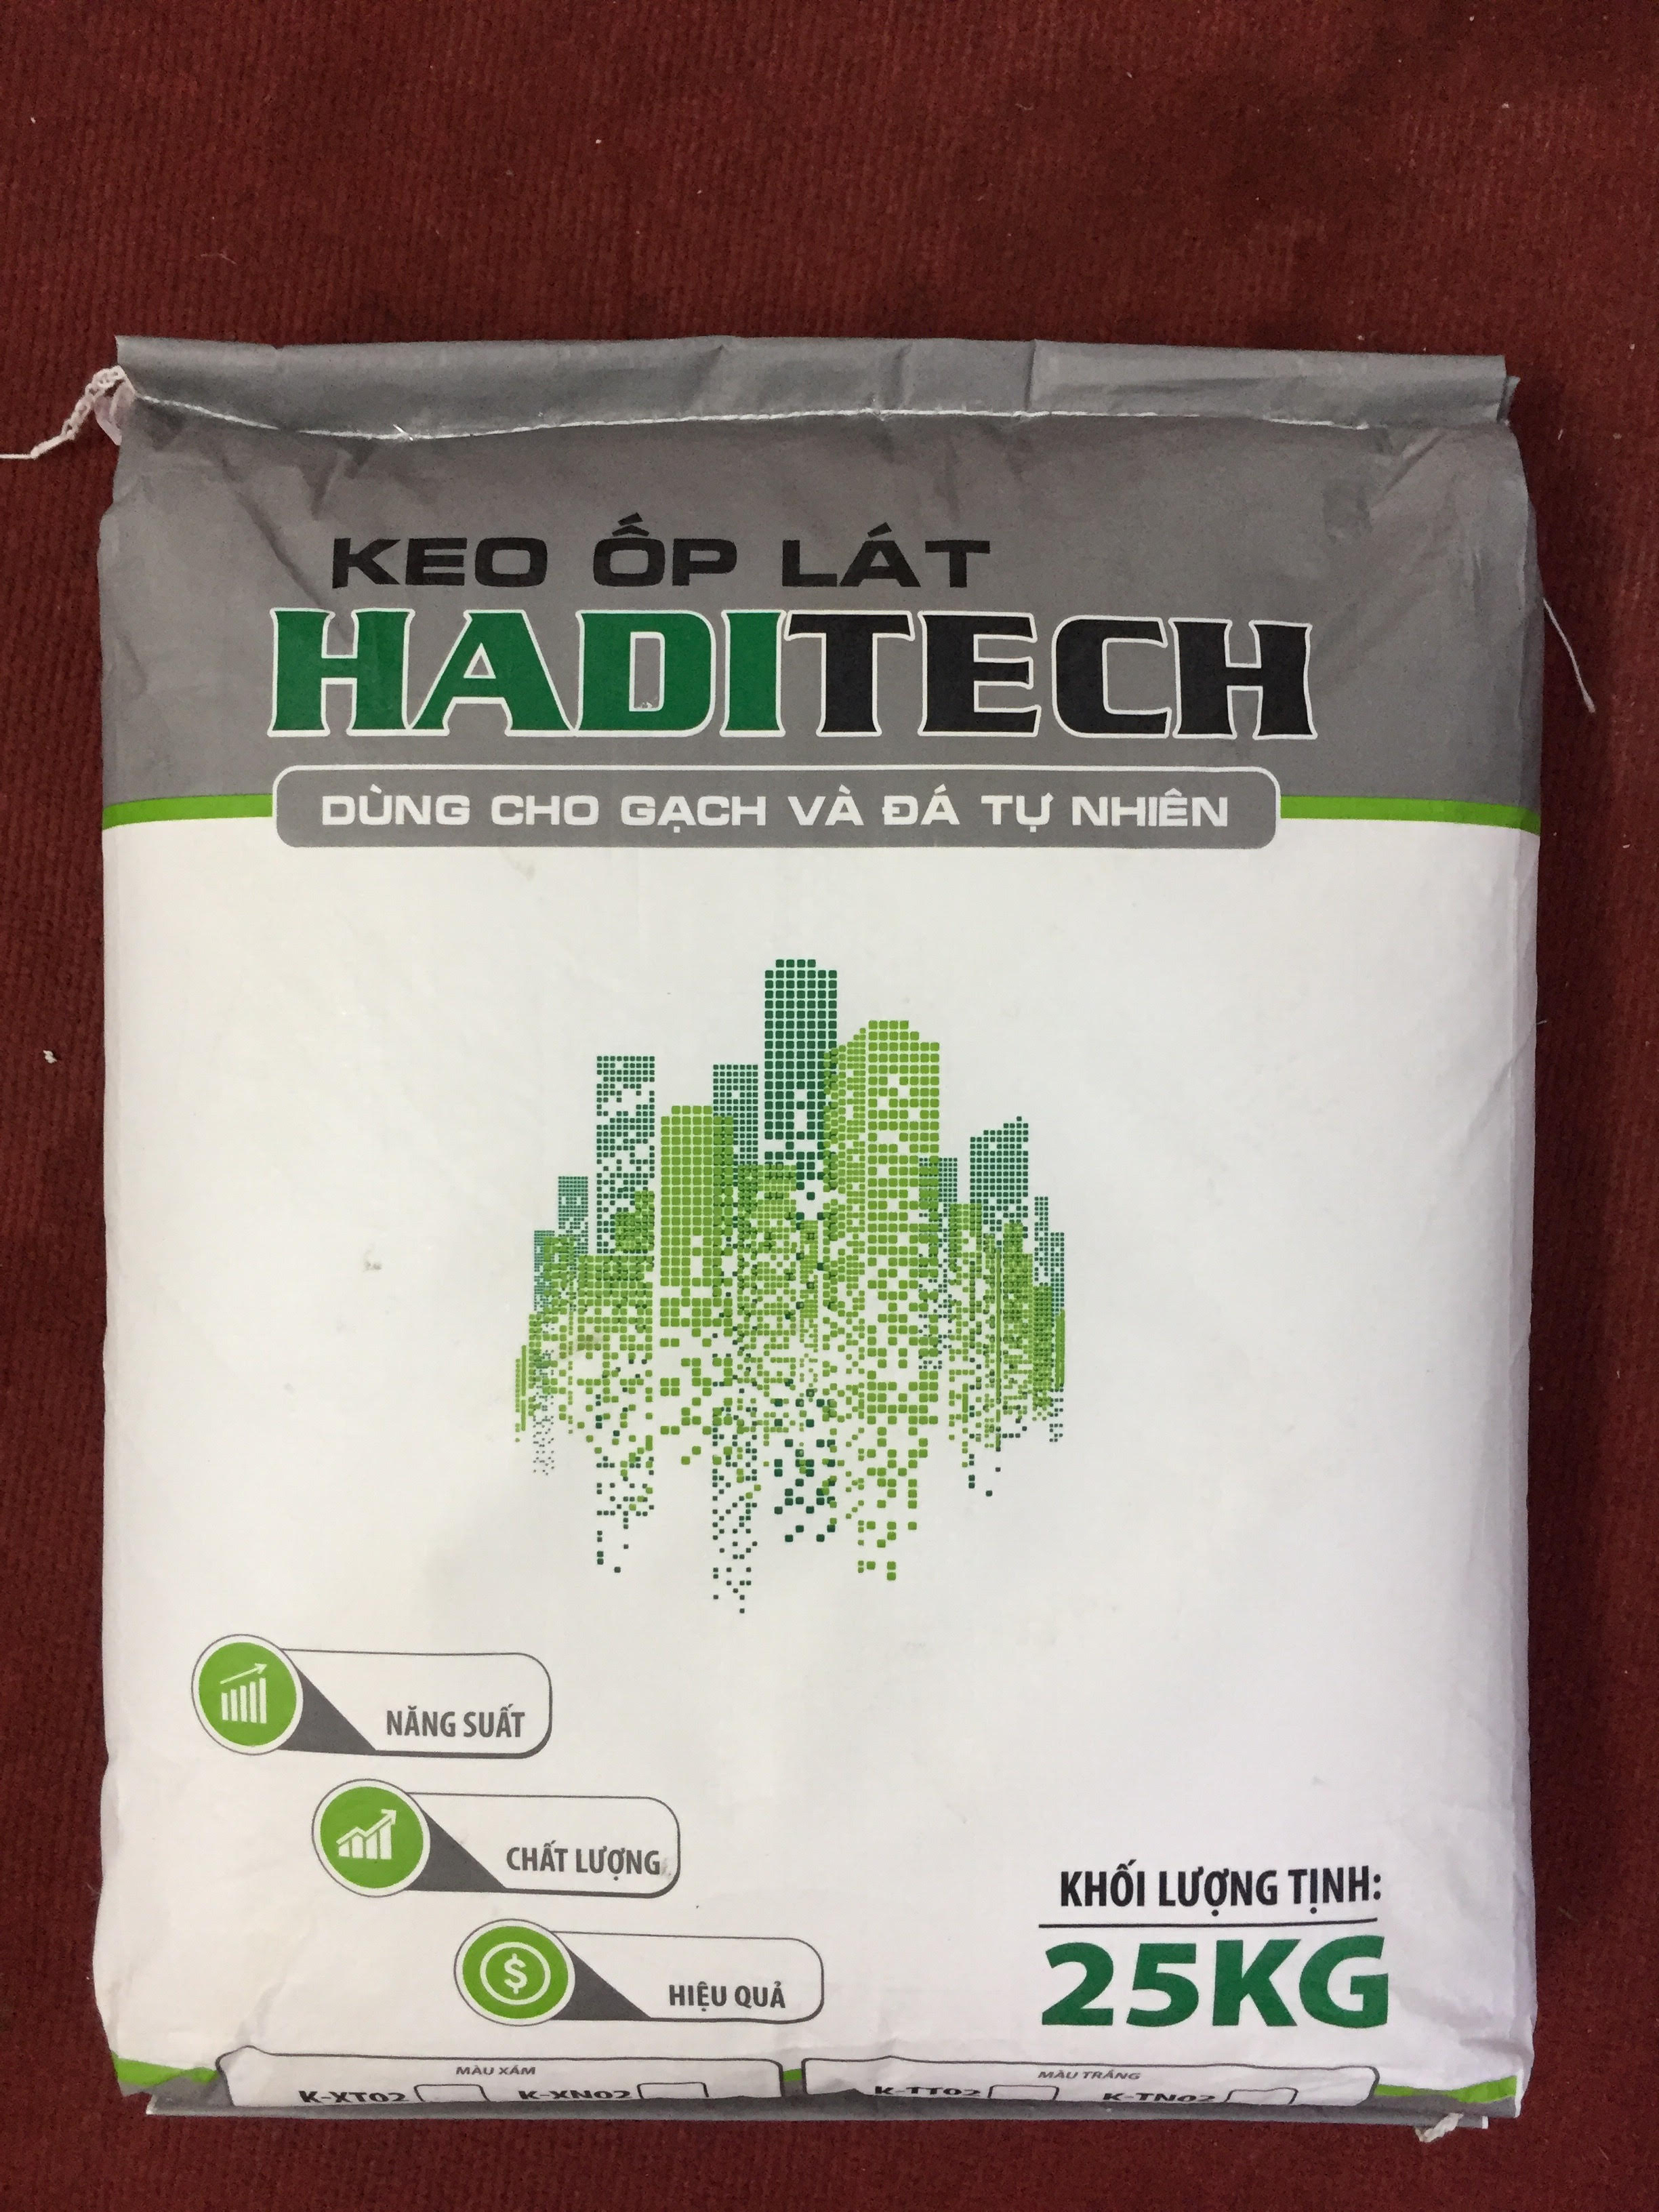 KEO ỐP LÁT
HADITECH
DÙNG CHO GẠCH VÀ ĐÁ TỰ NHIÊN
NĂNG SUẤT
CHẤT LƯỢNG
HIỆU QUẢ
KHỐI LƯỢNG TỊNH:
25KG
MÀU XÁM
K-XT02 K-XN02
MÀU TRẮNG
K-TT02 K-TN02